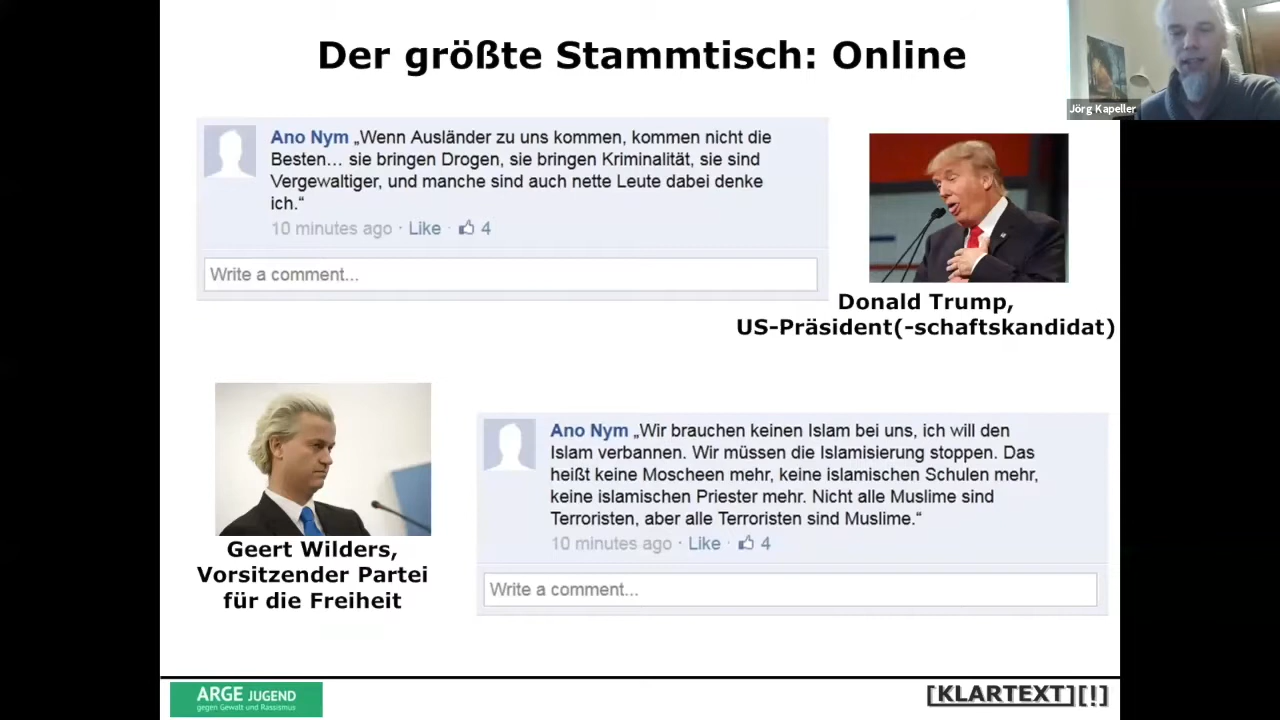 Der größte Stammtisch: Online
Jörg Kapeller
Ano Nym „Wenn Ausländer zu uns kommen, kommen nicht die
Besten… sie bringen Drogen, sie bringen Kriminalität, sie sind
Vergewaltiger, und manche sind auch nette Leute dabei denke
ich.“
10 minutes ago · Like · 4
Write a comment...
Donald Trump,
US-Präsident(-schaftskandidat)
Geert Wilders,
Vorsitzender Partei
für die Freiheit
Ano Nym „Wir brauchen keinen Islam bei uns, ich will den
Islam verbannen. Wir müssen die Islamisierung stoppen. Das
heißt keine Moscheen mehr, keine islamischen Schulen mehr,
keine islamischen Priester mehr. Nicht alle Muslime sind
Terroristen, aber alle Terroristen sind Muslime.“
10 minutes ago · Like · 4
Write a comment...
ARGE JUGEND
gegen Gewalt und Rassismus
[KLARTEXT][!]